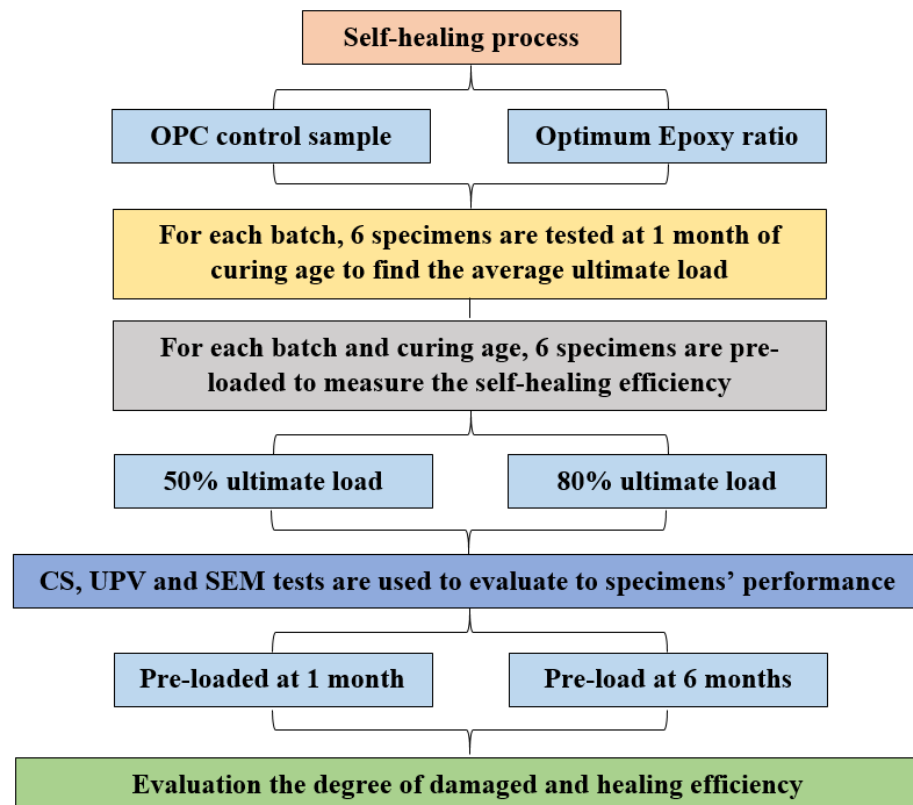 Self-healing process
OPC control sample
Optimum Epoxy ratio
For each batch, 6 specimens are tested at 1 month of
curing age to find the average ultimate load
For each batch and curing age, 6 specimens are pre-
loaded to measure the self-healing efficiency
50% ultimate load
80% ultimate load
CS, UPV and SEM tests are used to evaluate to specimens’ performance
Pre-loaded at 1 month
Pre-load at 6 months
Evaluation the degree of damaged and healing efficiency